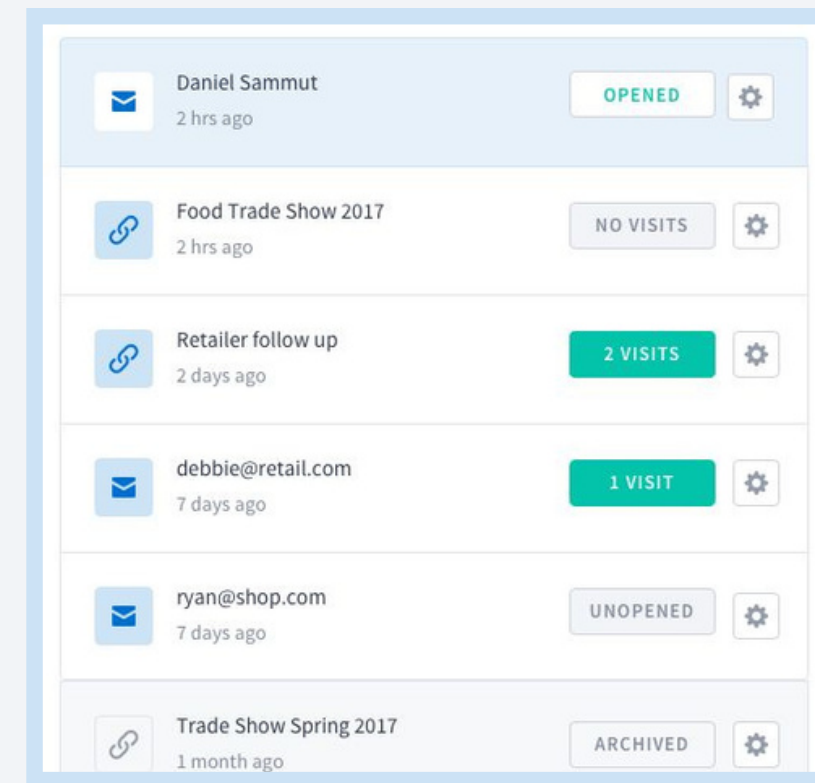 Daniel Sammut
2 hrs ago
OPENED
Food Trade Show 2017
2 hrs ago
NO VISITS
Retailer follow up
2 days ago
2 VISITS
debbie@retail.com
7 days ago
1 VISIT
ryan@shop.com
7 days ago
UNOPENED
Trade Show Spring 2017
1 month ago
ARCHIVED